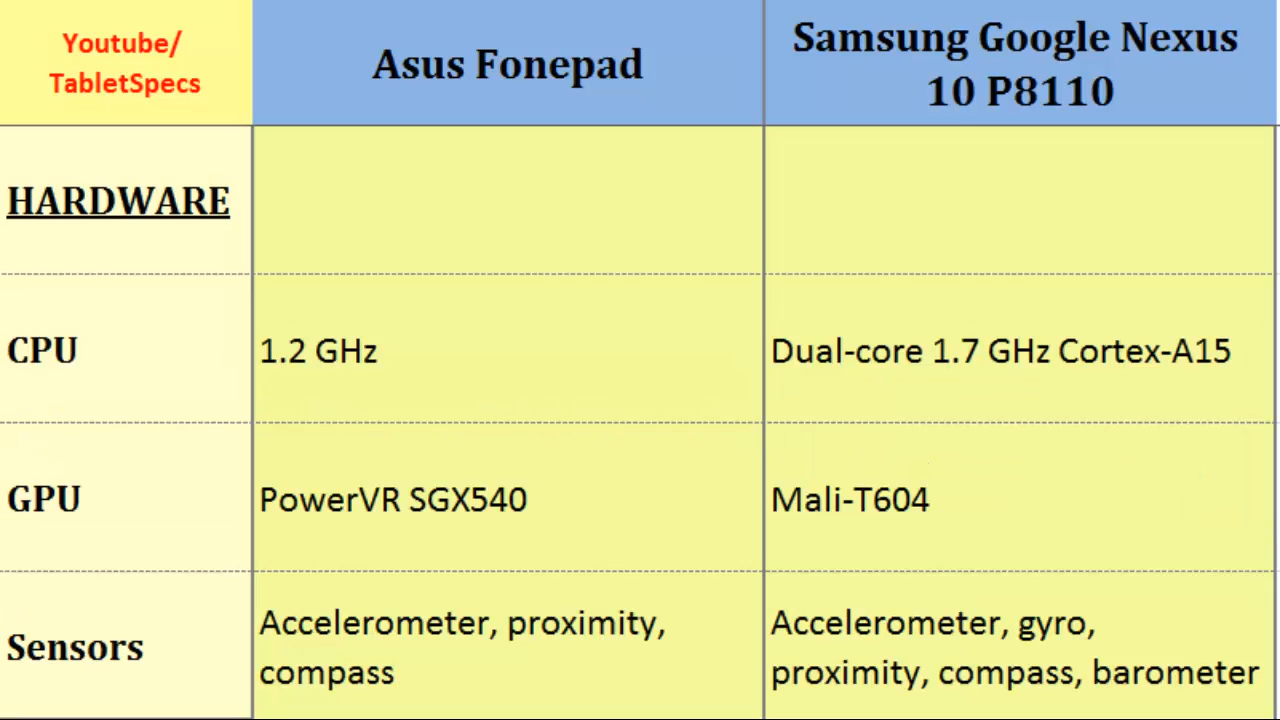 Youtube/
TabletSpecs
Asus Fonepad
Samsung Google Nexus
10 P8110
HARDWARE
CPU
1.2 GHz
Dual-core 1.7 GHz Cortex-A15
GPU
PowerVR SGX540
Mali-T604
Sensors
Accelerometer, proximity,
compass
Accelerometer, gyro,
proximity, compass, barometer